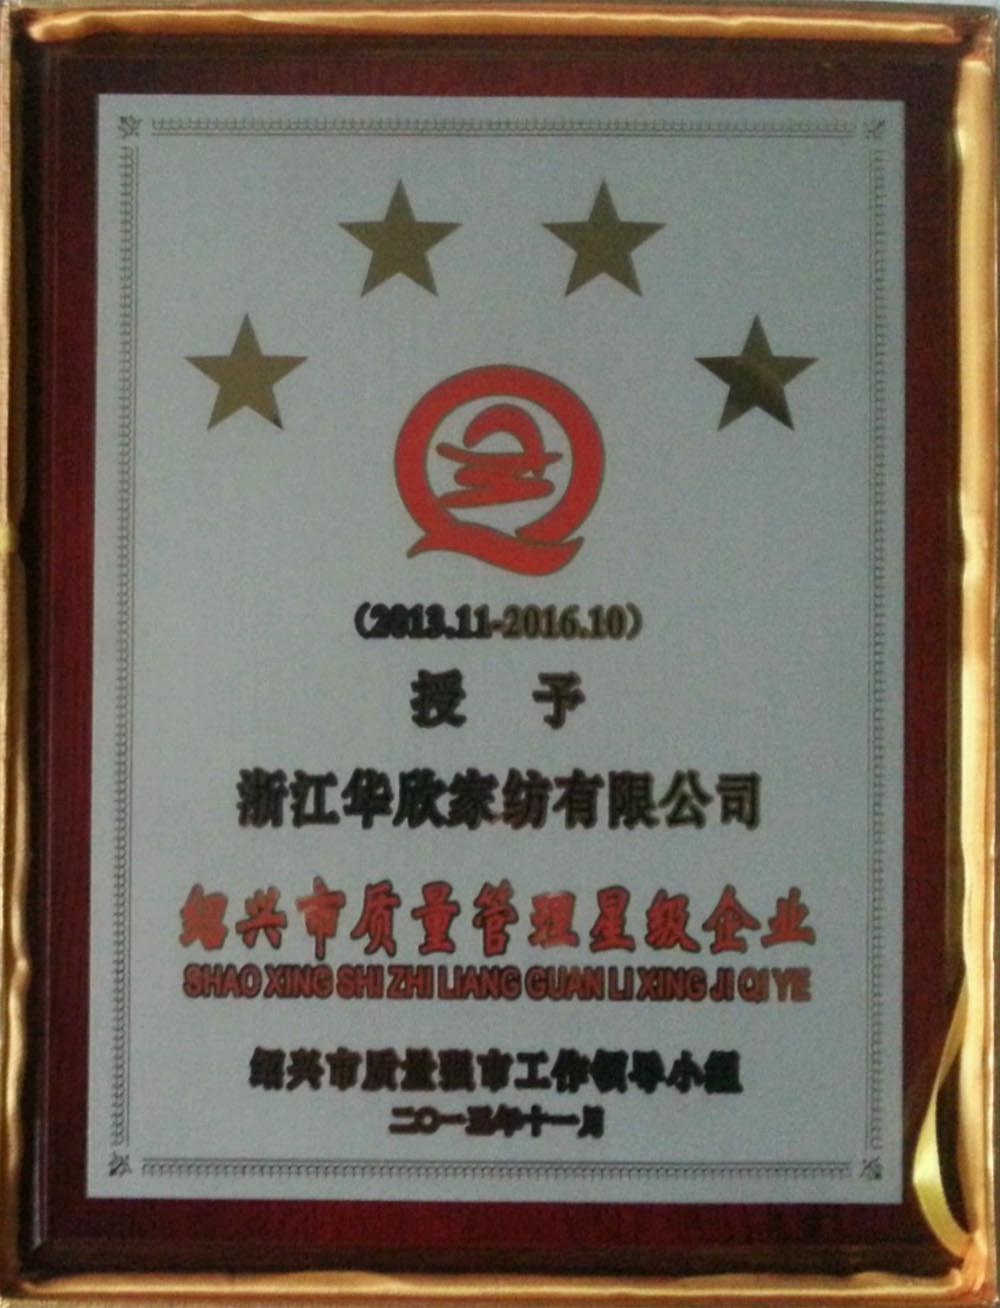 （2013.11-2016.10）
授 予
浙江华欣家纺有限公司
绍兴市质量管理星级企业
SHAO XING SHI ZHI LIANG GUAN LI XING JI QI YE
绍兴市质量强市工作领导小组
二〇一三年十一月